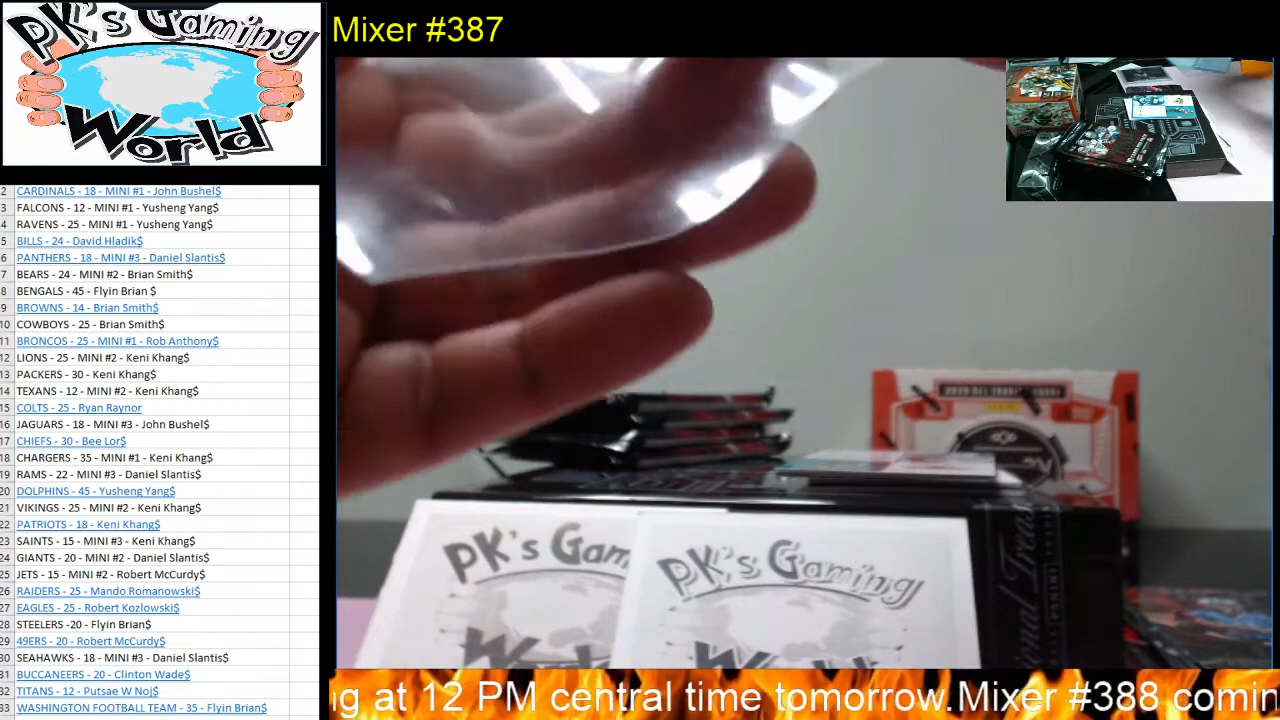 PK's Gaming
World
Mixer #387
2 CARDINALS - 18 - MINI #1 - John Bushel$
3 FALCONS - 12 - MINI #1 - Yusheng Yang$
4 RAVENS - 25 - MINI #1 - Yusheng Yang$
5 BILLS - 24 - David Hladik$
6 PANTHERS - 18 - MINI #3 - Daniel Slantis$
7 BEARS - 24 - MINI #2 - Brian Smith$
8 BENGALS - 45 - Flyin Brian $
9 BROWNS - 14 - Brian Smith$
10 COWBOYS - 25 - Brian Smith$
11 BRONCOS - 25 - MINI #1 - Rob Anthony$
12 LIONS - 25 - MINI #2 - Keni Khang$
13 PACKERS - 30 - Keni Khang$
14 TEXANS - 12 - MINI #2 - Keni Khang$
15 COLTS - 25 - Ryan Raynor
16 JAGUARS - 18 - MINI #3 - John Bushel$
17 CHIEFS - 30 - Bee Lor$
18 CHARGERS - 35 - MINI #1 - Keni Khang$
19 RAMS - 22 - MINI #3 - Daniel Slantis$
20 DOLPHINS - 45 - Yusheng Yang$
21 VIKINGS - 25 - MINI #2 - Keni Khang$
22 PATRIOTS - 18 - Keni Khang$
23 SAINTS - 15 - MINI #3 - Keni Khang$
24 GIANTS - 20 - MINI #2 - Daniel Slantis$
25 JETS - 15 - MINI #2 - Robert McCurdy$
26 RAIDERS - 25 - Mando Romanowski$
27 EAGLES - 25 - Robert Kozlowski$
28 STEELERS -20 - Flyin Brian$
29 49ERS - 20 - Robert McCurdy$
30 SEAHAWKS - 18 - MINI #3 - Daniel Slantis$
31 BUCCANEERS - 20 - Clinton Wade$
32 TITANS - 12 - Putsae W Noj$
33 WASHINGTON FOOTBALL TEAM - 35 - Flyin Brian$
PK's Gam
Wo
PK's Gaming
World
g at 12 PM central time tomorrow.Mixer #388 comin